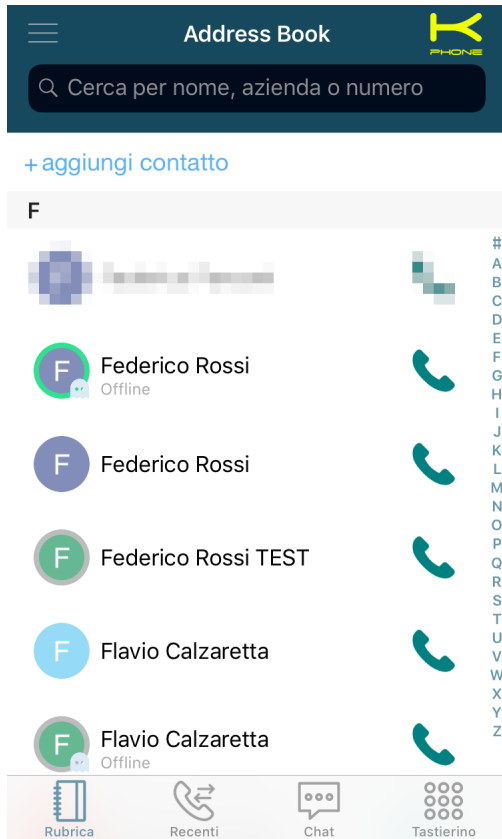 Address Book
PHONE
Cerca per nome, azienda o numero
+ aggiungi contatto
F
F
Federico Rossi
Offline
F
Federico Rossi
F
Federico Rossi TEST
F
Flavio Calzaretta
F
Flavio Calzaretta
Offline
#
A
B
C
D
E
F
G
H
I
J
K
L
M
N
O
P
Q
R
S
T
U
V
W
X
Y
Z
Rubrica
Recenti
Chat
Tastierino